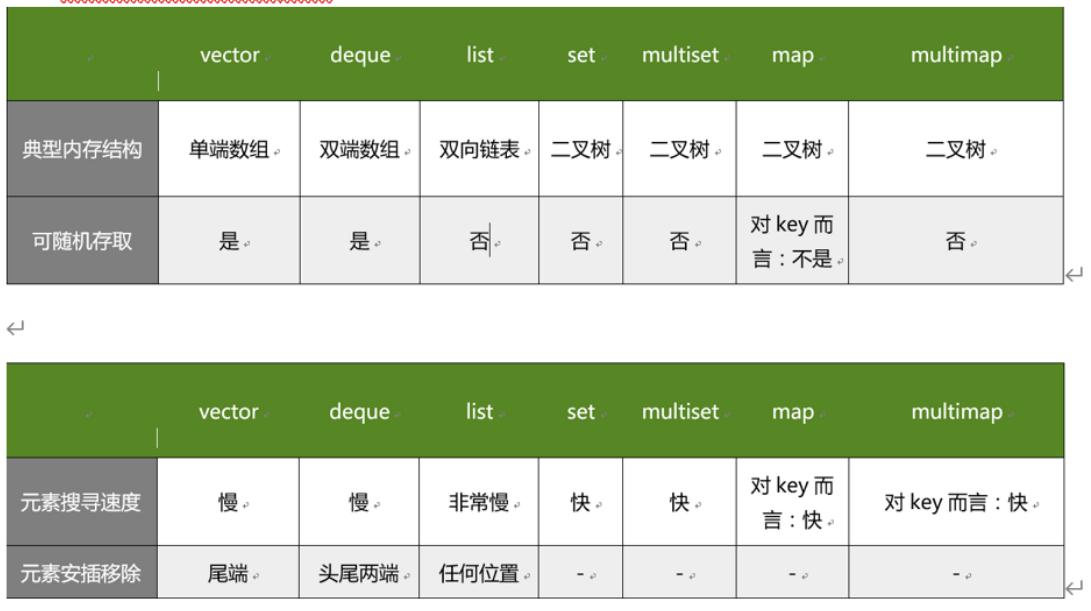 vector deque list set multiset map multimap
典型内存结构 单端数组 双端数组 双向链表 二叉树 二叉树 二叉树 二叉树
可随机存取 是 是 否 否 否 对 key 而言：不是 否
vector deque list set multiset map multimap
元素搜寻速度 慢 慢 非常慢 快 快 对 key 而言：快 对 key 而言：快
元素安插移除 尾端 头尾两端 任何位置 - - - -